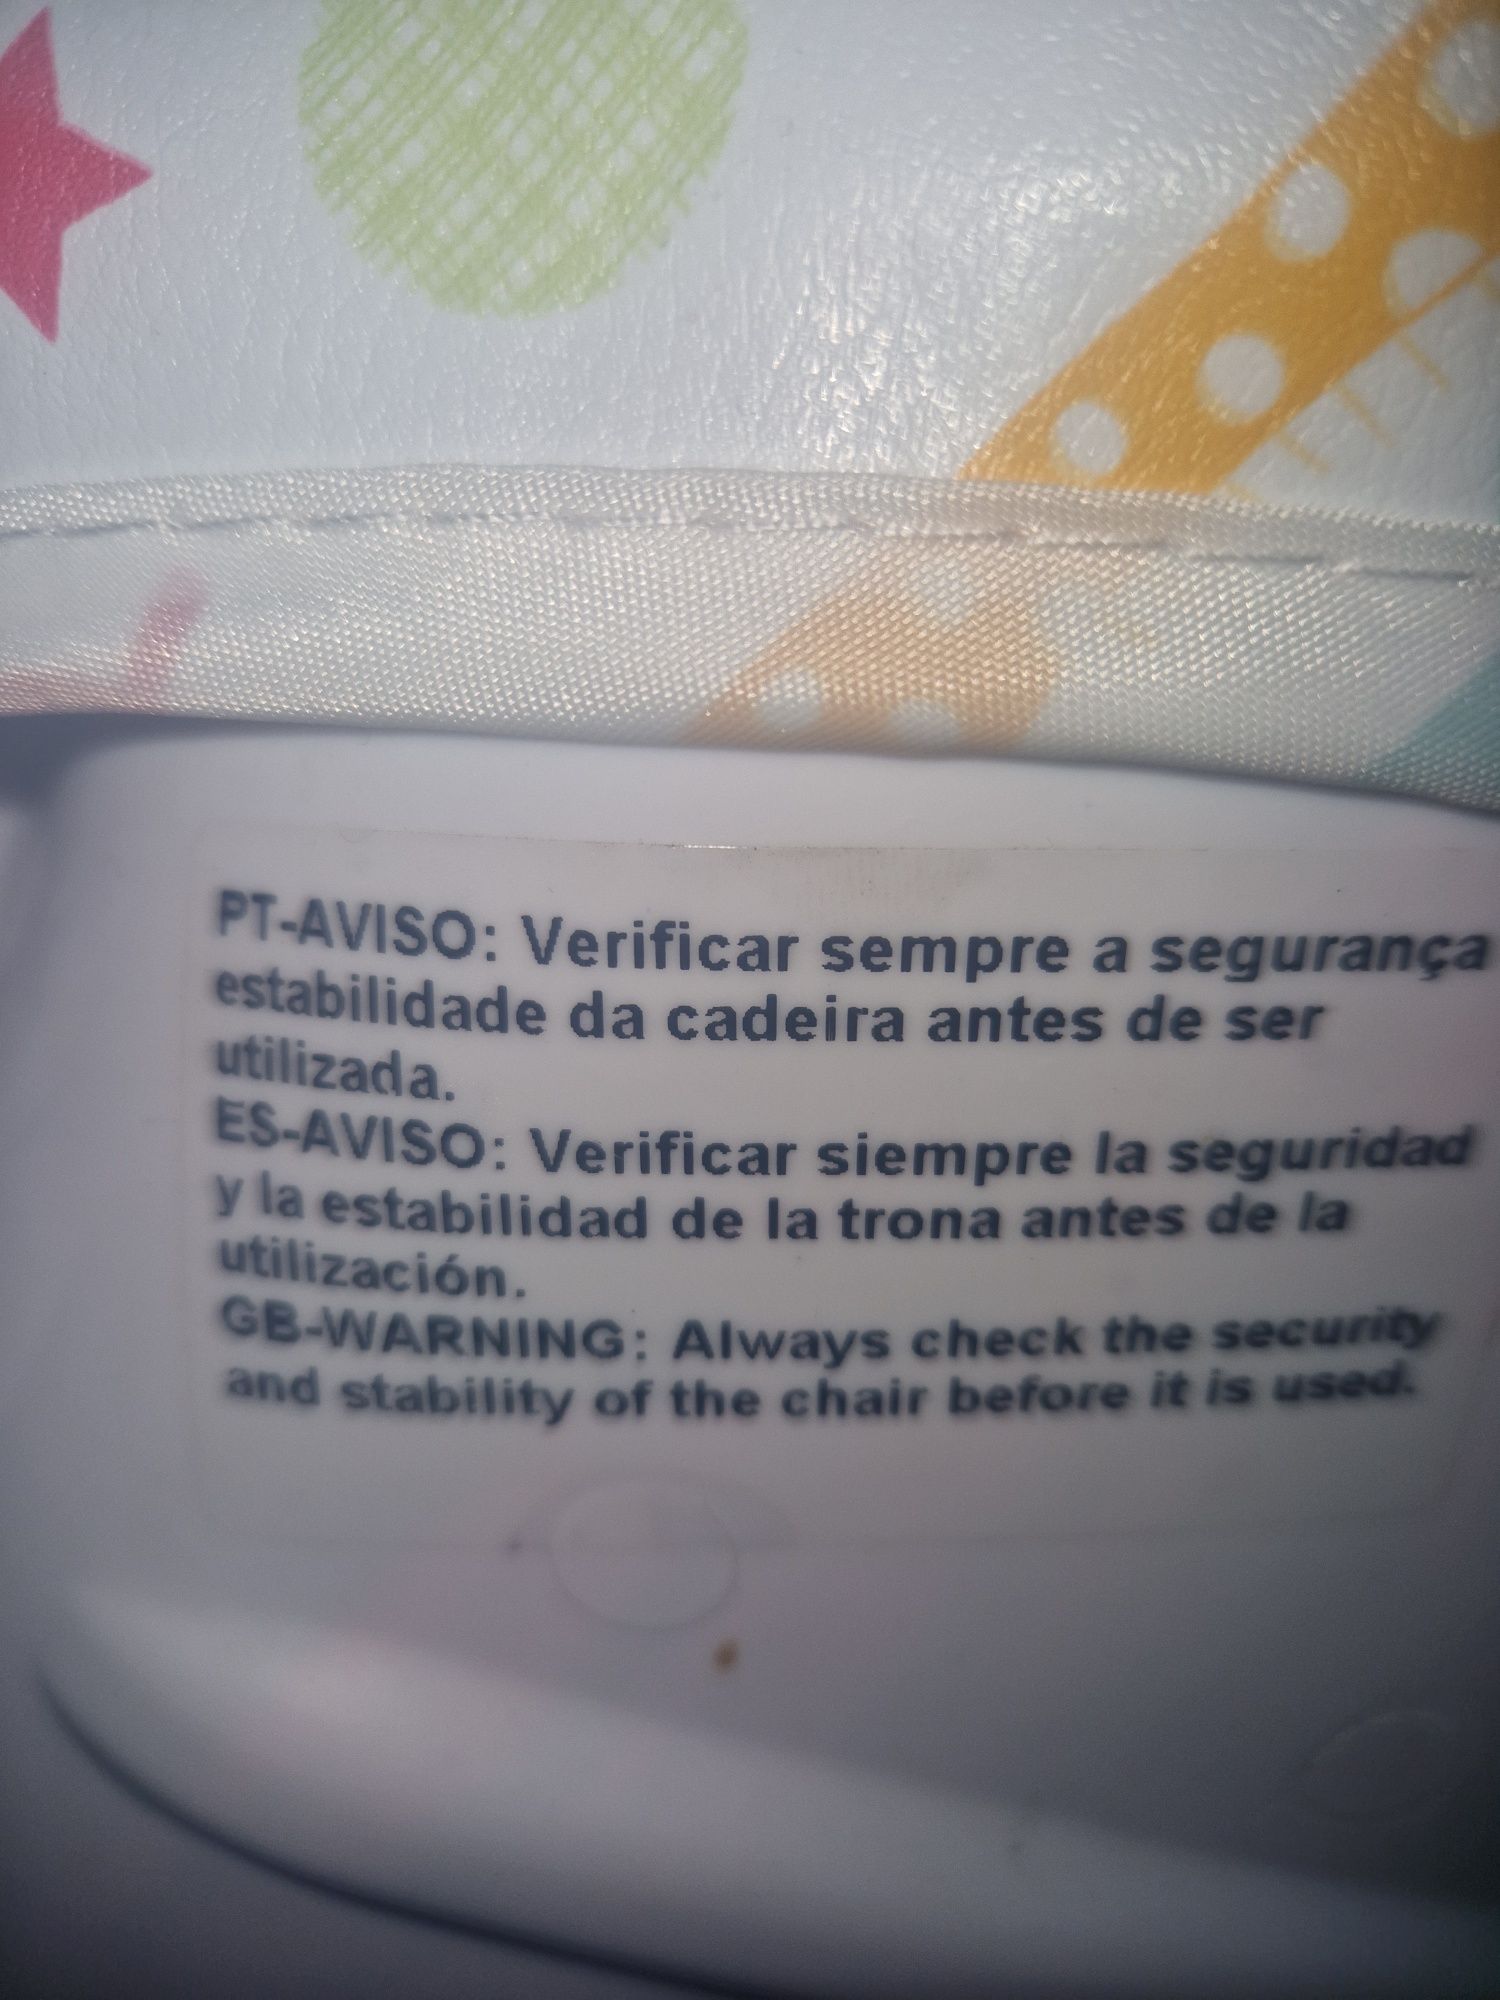 PT-AVISO: Verificar sempre a segurança
estabilidade da cadeira antes de ser
utilizada.
ES-AVISO: Verificar siempre la seguridad
y la estabilidad de la trona antes de la
utilización.
GB-WARNING: Always check the security
and stability of the chair before it is used.